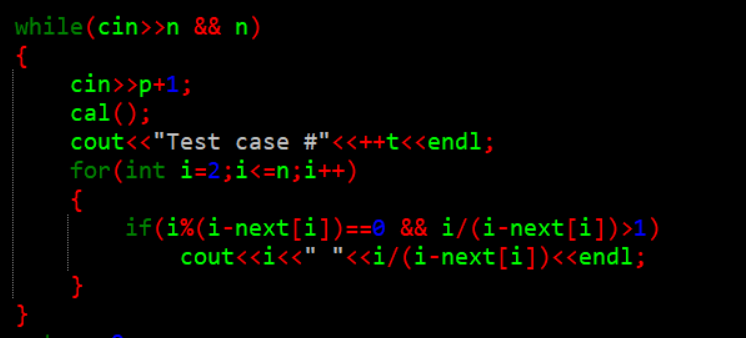 while(cin>>n && n)
{
cin>>p+1;
cal();
cout<<"Test case #"<<++t<<endl;
for(int i=2;i<=n;i++)
{
if(i%(i-next[i])==0 && i/(i-next[i])>1)
cout<<i<<" "<<i/(i-next[i])<<endl;
}
}